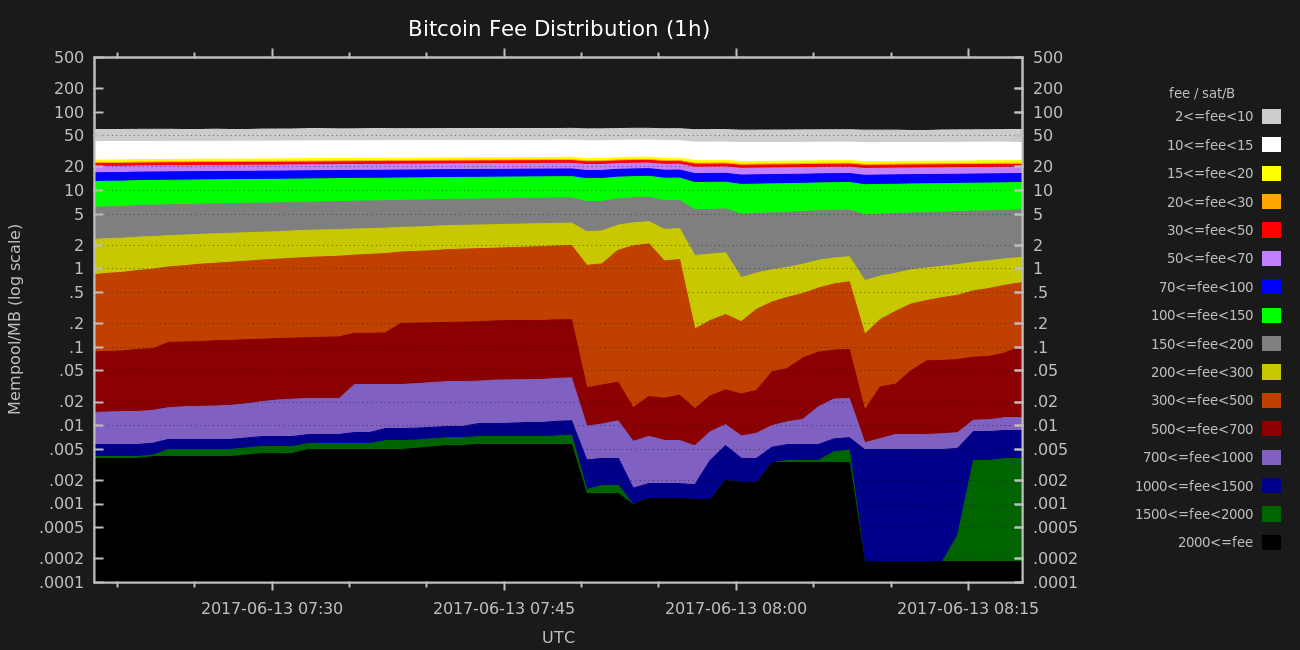 Bitcoin Fee Distribution (1h)
500 500
200 200
100 100
50 50
20 20
10 10
5 5
2 2
1 1
.5 .5
.2 .2
.1 .1
.05 .05
.02 .02
.01 .01
.005 .005
.002 .002
.001 .001
.0005 .0005
.0002 .0002
.0001 .0001
Mempool/MB (log scale)
2017-06-13 07:30 2017-06-13 07:45 2017-06-13 08:00 2017-06-13 08:15
UTC
fee / sat/B
2<=fee<10
10<=fee<15
15<=fee<20
20<=fee<30
30<=fee<50
50<=fee<70
70<=fee<100
100<=fee<150
150<=fee<200
200<=fee<300
300<=fee<500
500<=fee<700
700<=fee<1000
1000<=fee<1500
1500<=fee<2000
2000<=fee